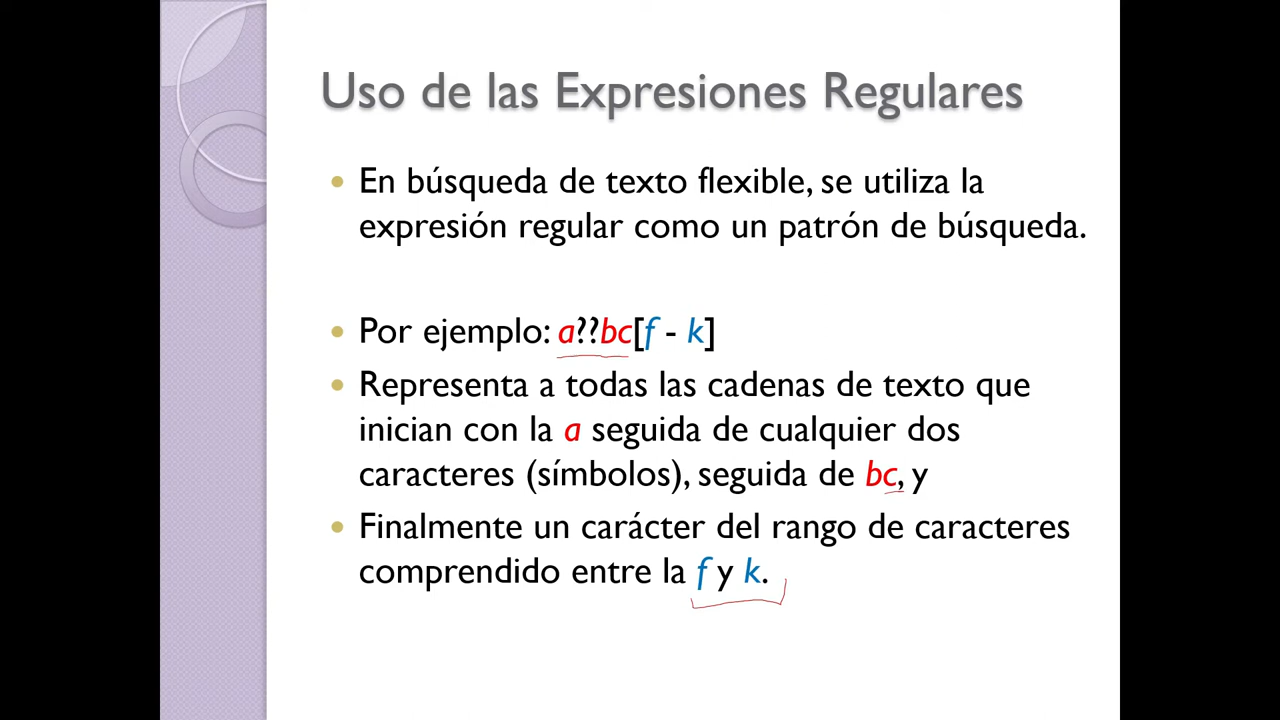 Uso de las Expresiones Regulares
En búsqueda de texto flexible, se utiliza la
expresión regular como un patrón de búsqueda.
Por ejemplo: a??bc[f - k]
Representa a todas las cadenas de texto que
inician con la a seguida de cualquier dos
caracteres (símbolos), seguida de bc, y
Finalmente un carácter del rango de caracteres
comprendido entre la f y k.